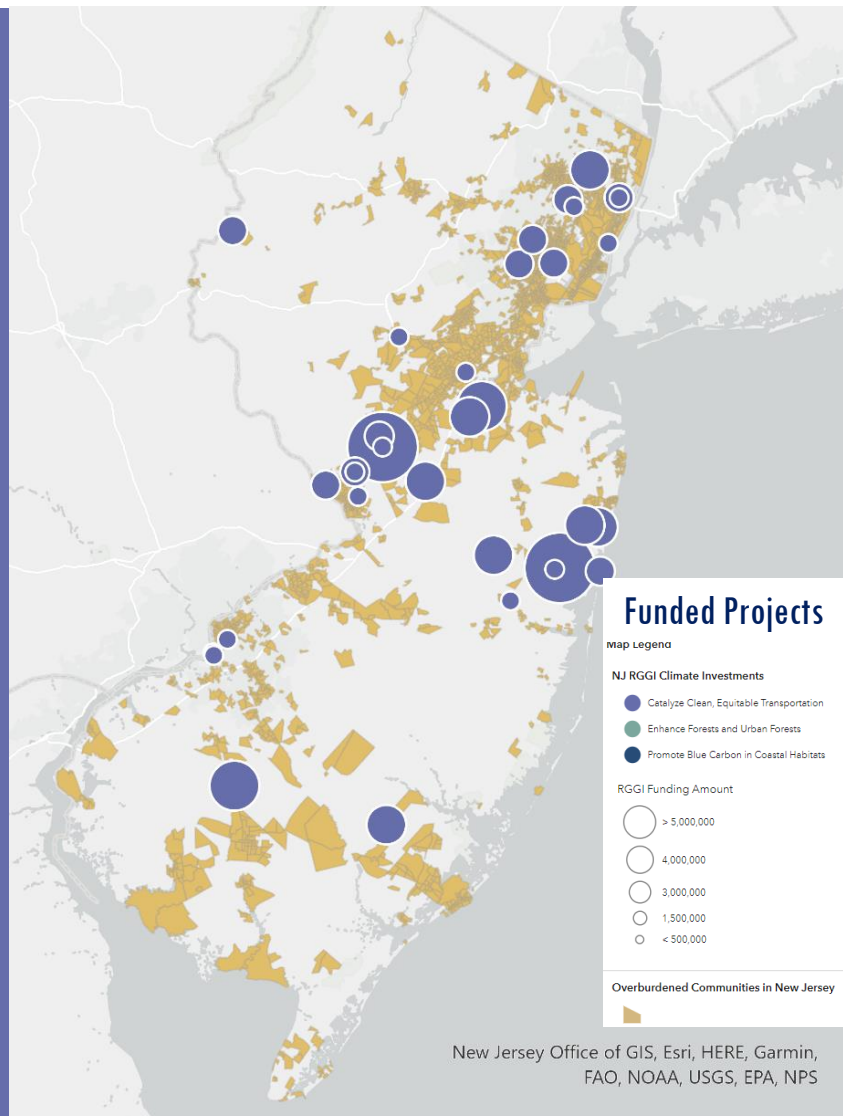 Funded Projects
Map Legend
NJ RGGI Climate Investments
Catalyze Clean, Equitable Transportation
Enhance Forests and Urban Forests
Promote Blue Carbon in Coastal Habitats
RGGI Funding Amount
> 5,000,000
4,000,000
3,000,000
1,500,000
< 500,000
Overburdened Communities in New Jersey
New Jersey Office of GIS, Esri, HERE, Garmin,
FAO, NOAA, USGS, EPA, NPS